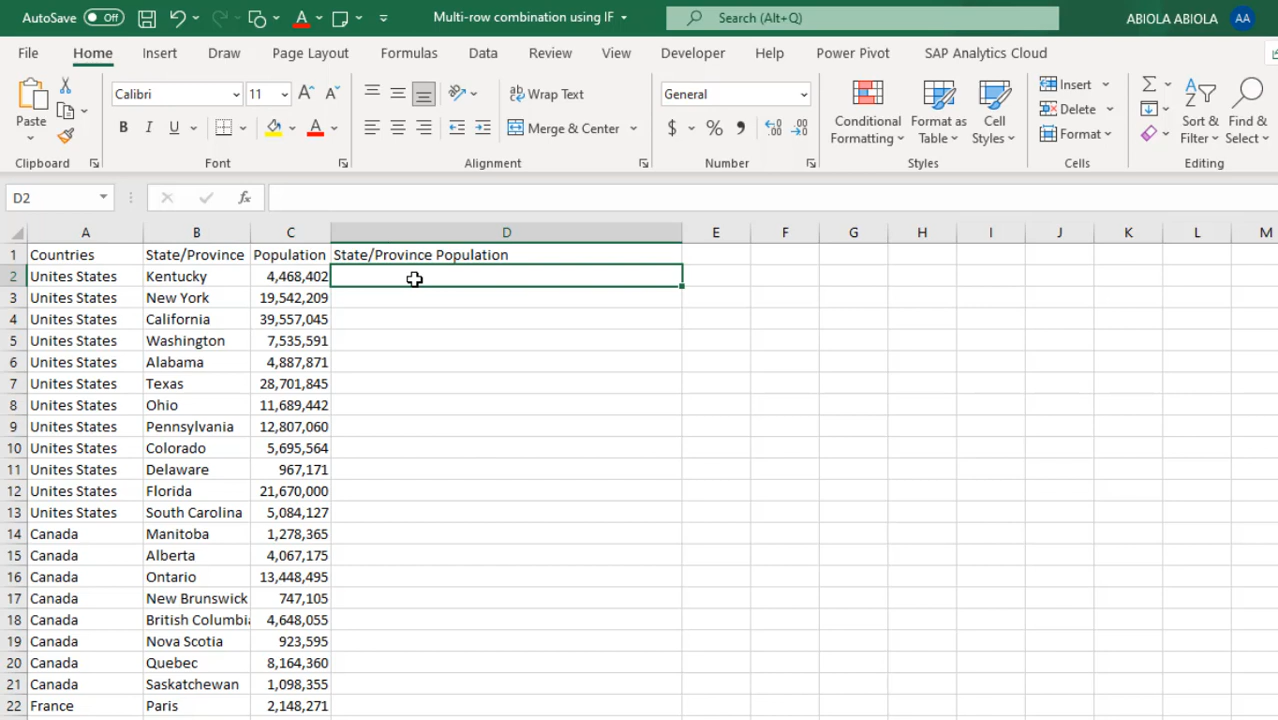 AutoSave Off Multi-row combination using IF Search (Alt+Q) ABIOLA ABIOLA AA
File Home Insert Draw Page Layout Formulas Data Review View Developer Help Power Pivot SAP Analytics Cloud
Paste
Clipboard
Calibri 11
B I U A
Font
Wrap Text
Merge & Center
Alignment
General
$ % 9
Number
Conditional Formatting
Format as Table
Cell Styles
Styles
Insert
Delete
Format
Cells
Sort & Filter
Find & Select
Editing
D2 fx
A B C D E F G H I J K L M
1 Countries State/Province Population State/Province Population
2 Unites States Kentucky 4,468,402
3 Unites States New York 19,542,209
4 Unites States California 39,557,045
5 Unites States Washington 7,535,591
6 Unites States Alabama 4,887,871
7 Unites States Texas 28,701,845
8 Unites States Ohio 11,689,442
9 Unites States Pennsylvania 12,807,060
10 Unites States Colorado 5,695,564
11 Unites States Delaware 967,171
12 Unites States Florida 21,670,000
13 Unites States South Carolina 5,084,127
14 Canada Manitoba 1,278,365
15 Canada Alberta 4,067,175
16 Canada Ontario 13,448,495
17 Canada New Brunswick 747,105
18 Canada British Columbia 4,648,055
19 Canada Nova Scotia 923,595
20 Canada Quebec 8,164,360
21 Canada Saskatchewan 1,098,355
22 France Paris 2,148,271